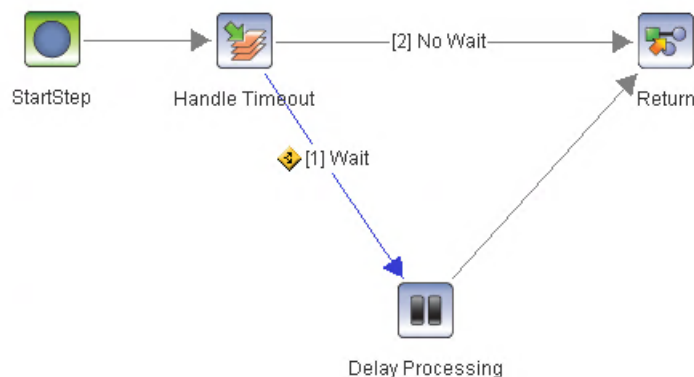 [2] No Wait
StartStep
Handle Timeout
Return
[1] Wait
Delay Processing